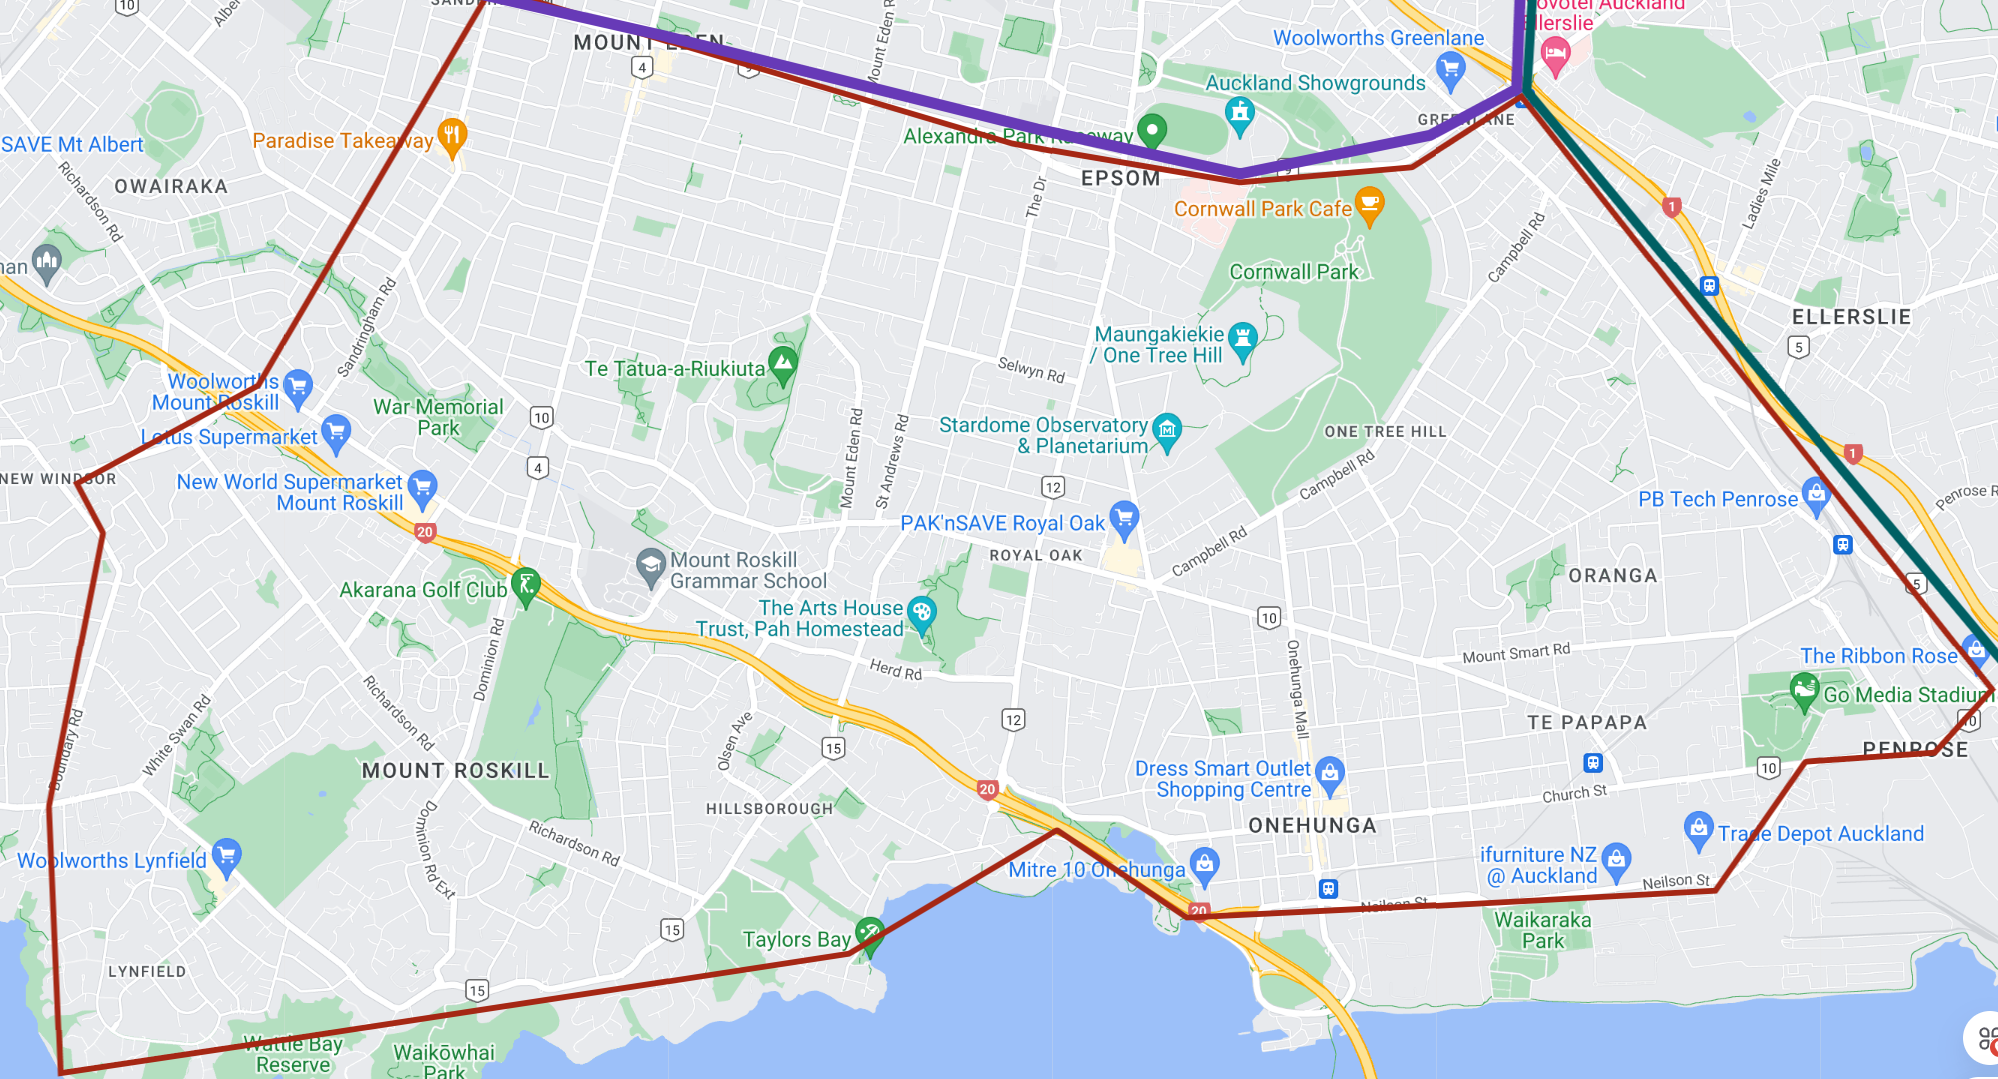 10
SAND
Alber
MOUNT EDEN
4
Mount Eden R
Novotel Auckland
Ellerslie
Woolworths Greenlane
Auckland Showgrounds
GREENLANE
SAVE Mt Albert
Paradise Takeaway
Alexandra Park Raceway
OWAIRAKA
Richardson Rd
EPSOM
The Dr
Cornwall Park Cafe
1
Ladies Mile
Campbell Rd
Cornwall Park
Sandringham Rd
ELLERSLIE
5
Maungakiekie
/ One Tree Hill
Te Tatua-a-Riukiuta
Selwyn Rd
Woolworths
Mount Roskill
War Memorial
Park
10
Lotus Supermarket
Mount Eden Rd
St Andrews Rd
Stardome Observatory
& Planetarium
ONE TREE HILL
1
NEW WINDSOR
New World Supermarket
Mount Roskill
4
12
Campbell Rd
PB Tech Penrose
Penrose R
20
PAK'nSAVE Royal Oak
ROYAL OAK
Campbell Rd
Mount Roskill
Grammar School
Akarana Golf Club
ORANGA
5
The Arts House
Trust, Pah Homestead
10
Herd Rd
Dominion Rd
Onehunga Mall
Mount Smart Rd
The Ribbon Rose
Go Media Stadium
10
Boundary Rd
White Swan Rd
Richardson Rd
Olsen Ave
15
12
TE PAPAPA
PENROSE
MOUNT ROSKILL
10
Dress Smart Outlet
Shopping Centre
20
Church St
HILLSBOROUGH
Dominion Rd Ext
Richardson Rd
ONEHUNGA
Trade Depot Auckland
Woolworths Lynfield
Mitre 10 Onehunga
ifurniture NZ
@ Auckland
Neilson St
20
Neilson St
15
Taylors Bay
Waikaraka
Park
LYNFIELD
15
Wattle Bay
Reserve
Waikōwhai
Park